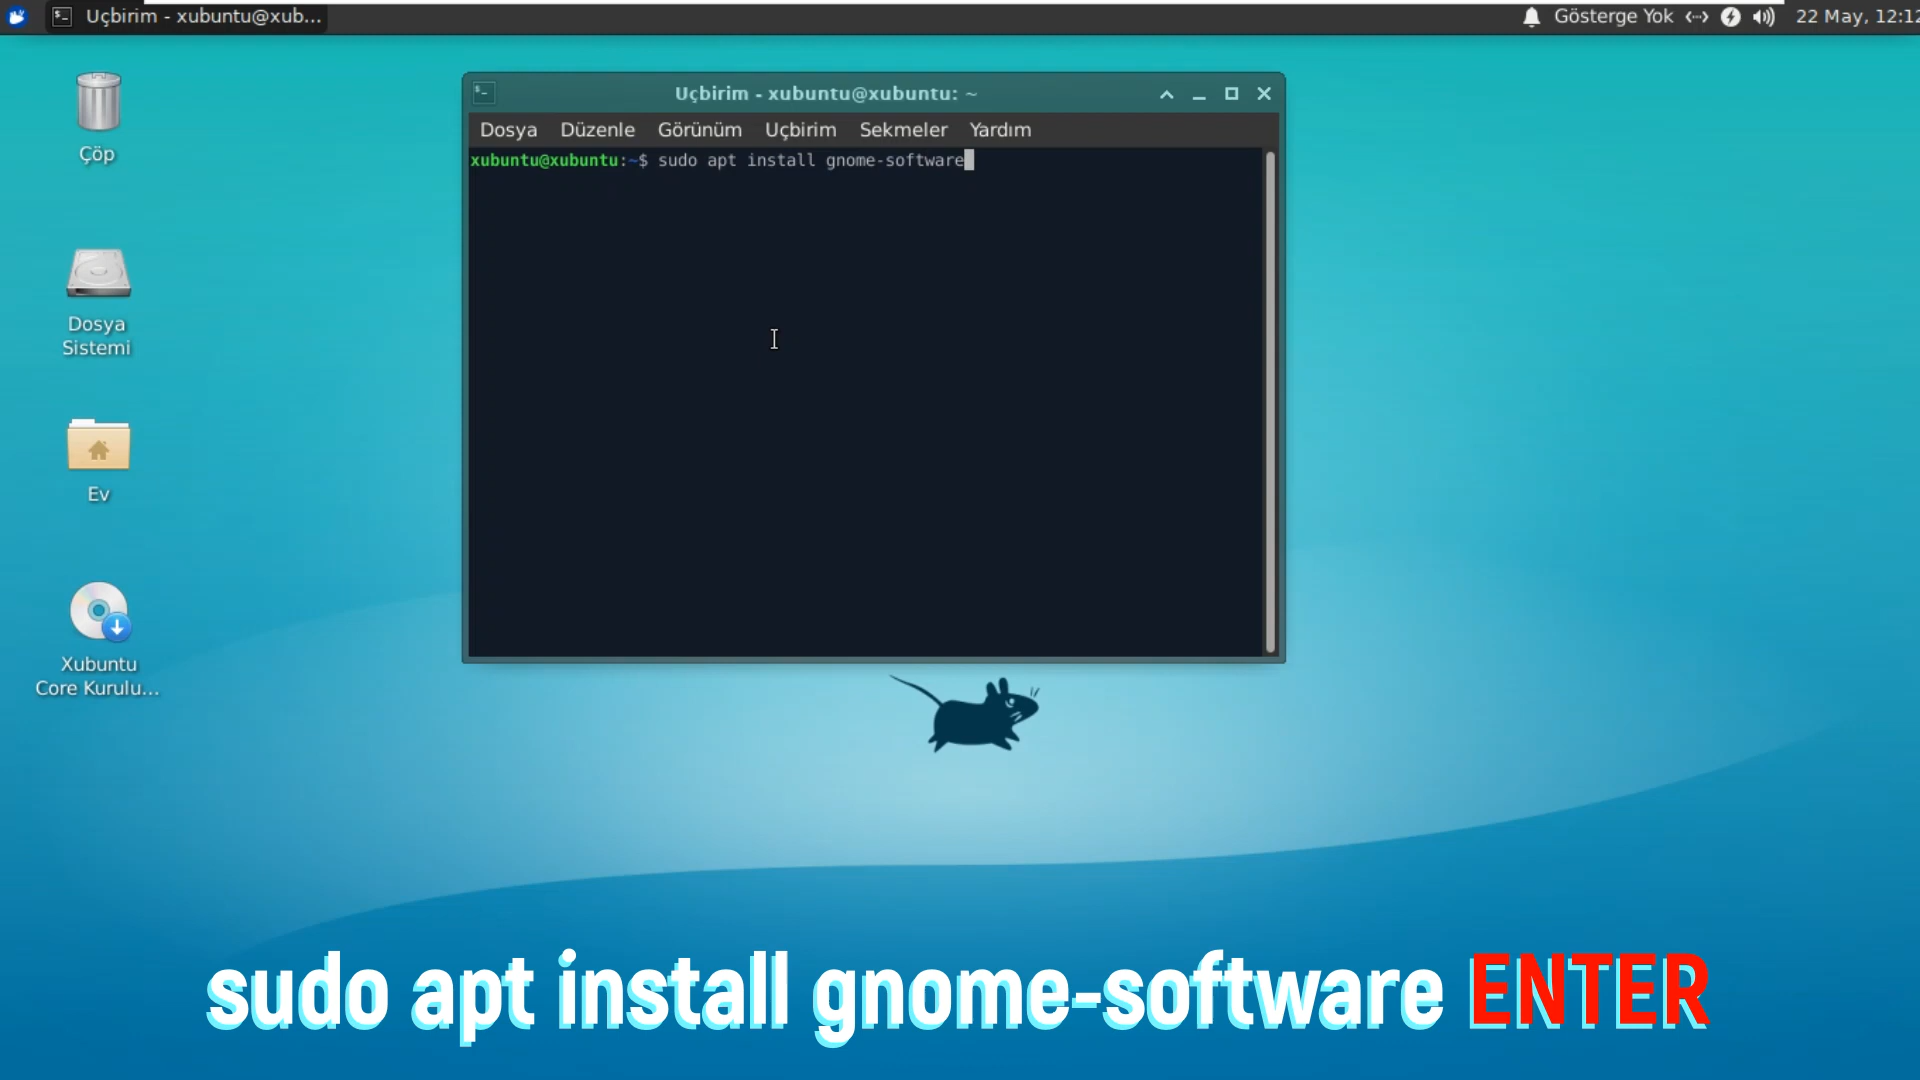 Uçbirim - xubuntu@xub...
Gösterge Yok
22 May, 12:12
Çöp
Dosya
Sistemi
Ev
Xubuntu
Core Kurulu...
Uçbirim - xubuntu@xubuntu: ~
Dosya Düzenle Görünüm Uçbirim Sekmeler Yardım
xubuntu@xubuntu:~$ sudo apt install gnome-software
sudo apt install gnome-software ENTER